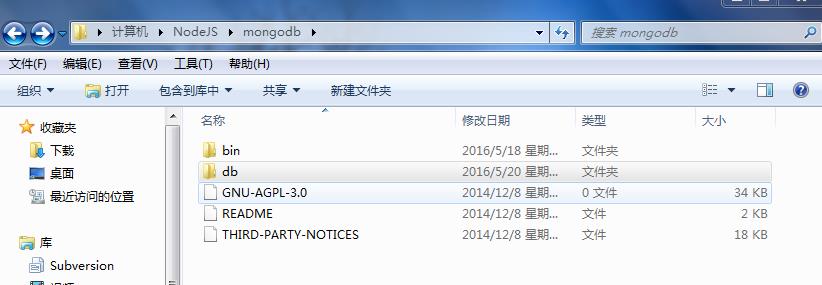 计算机 NodeJS mongodb 搜索 mongodb
文件(F) 编辑(E) 查看(V) 工具(T) 帮助(H)
组织 打开 包含到库中 共享 新建文件夹
收藏夹
下载
桌面
最近访问的位置
库
Subversion
视频
名称 修改日期 类型 大小
bin 2016/5/18 星期... 文件夹
db 2016/5/20 星期... 文件夹
GNU-AGPL-3.0 2014/12/8 星期... 0 文件 34 KB
README 2014/12/8 星期... 文件 2 KB
THIRD-PARTY-NOTICES 2014/12/8 星期... 文件 18 KB